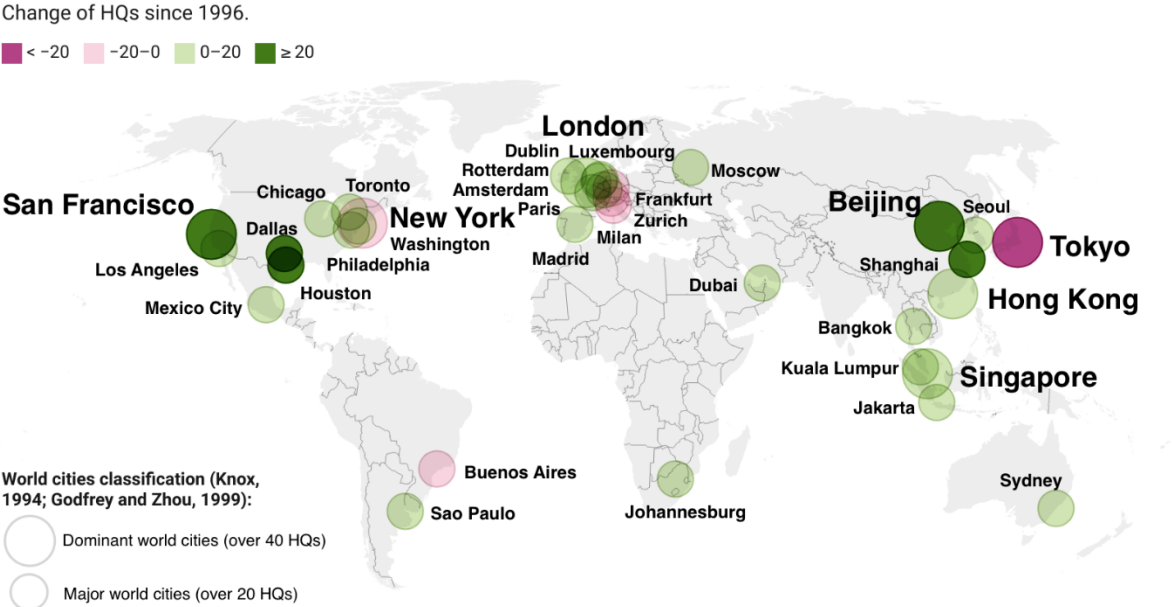 Change of HQs since 1996.
< −20
−20–0
0–20
≥ 20
London
Dublin
Luxembourg
Rotterdam
Moscow
Amsterdam
Chicago
Toronto
Frankfurt
San Francisco
Paris
Beijing
Seoul
New York
Zurich
Dallas
Milan
Washington
Tokyo
Los Angeles
Philadelphia
Madrid
Shanghai
Dubai
Houston
Hong Kong
Mexico City
Bangkok
Kuala Lumpur
Singapore
Jakarta
Buenos Aires
World cities classification (Knox,
1994; Godfrey and Zhou, 1999):
Sydney
Sao Paulo
Johannesburg
Dominant world cities (over 40 HQs)
Major world cities (over 20 HQs)